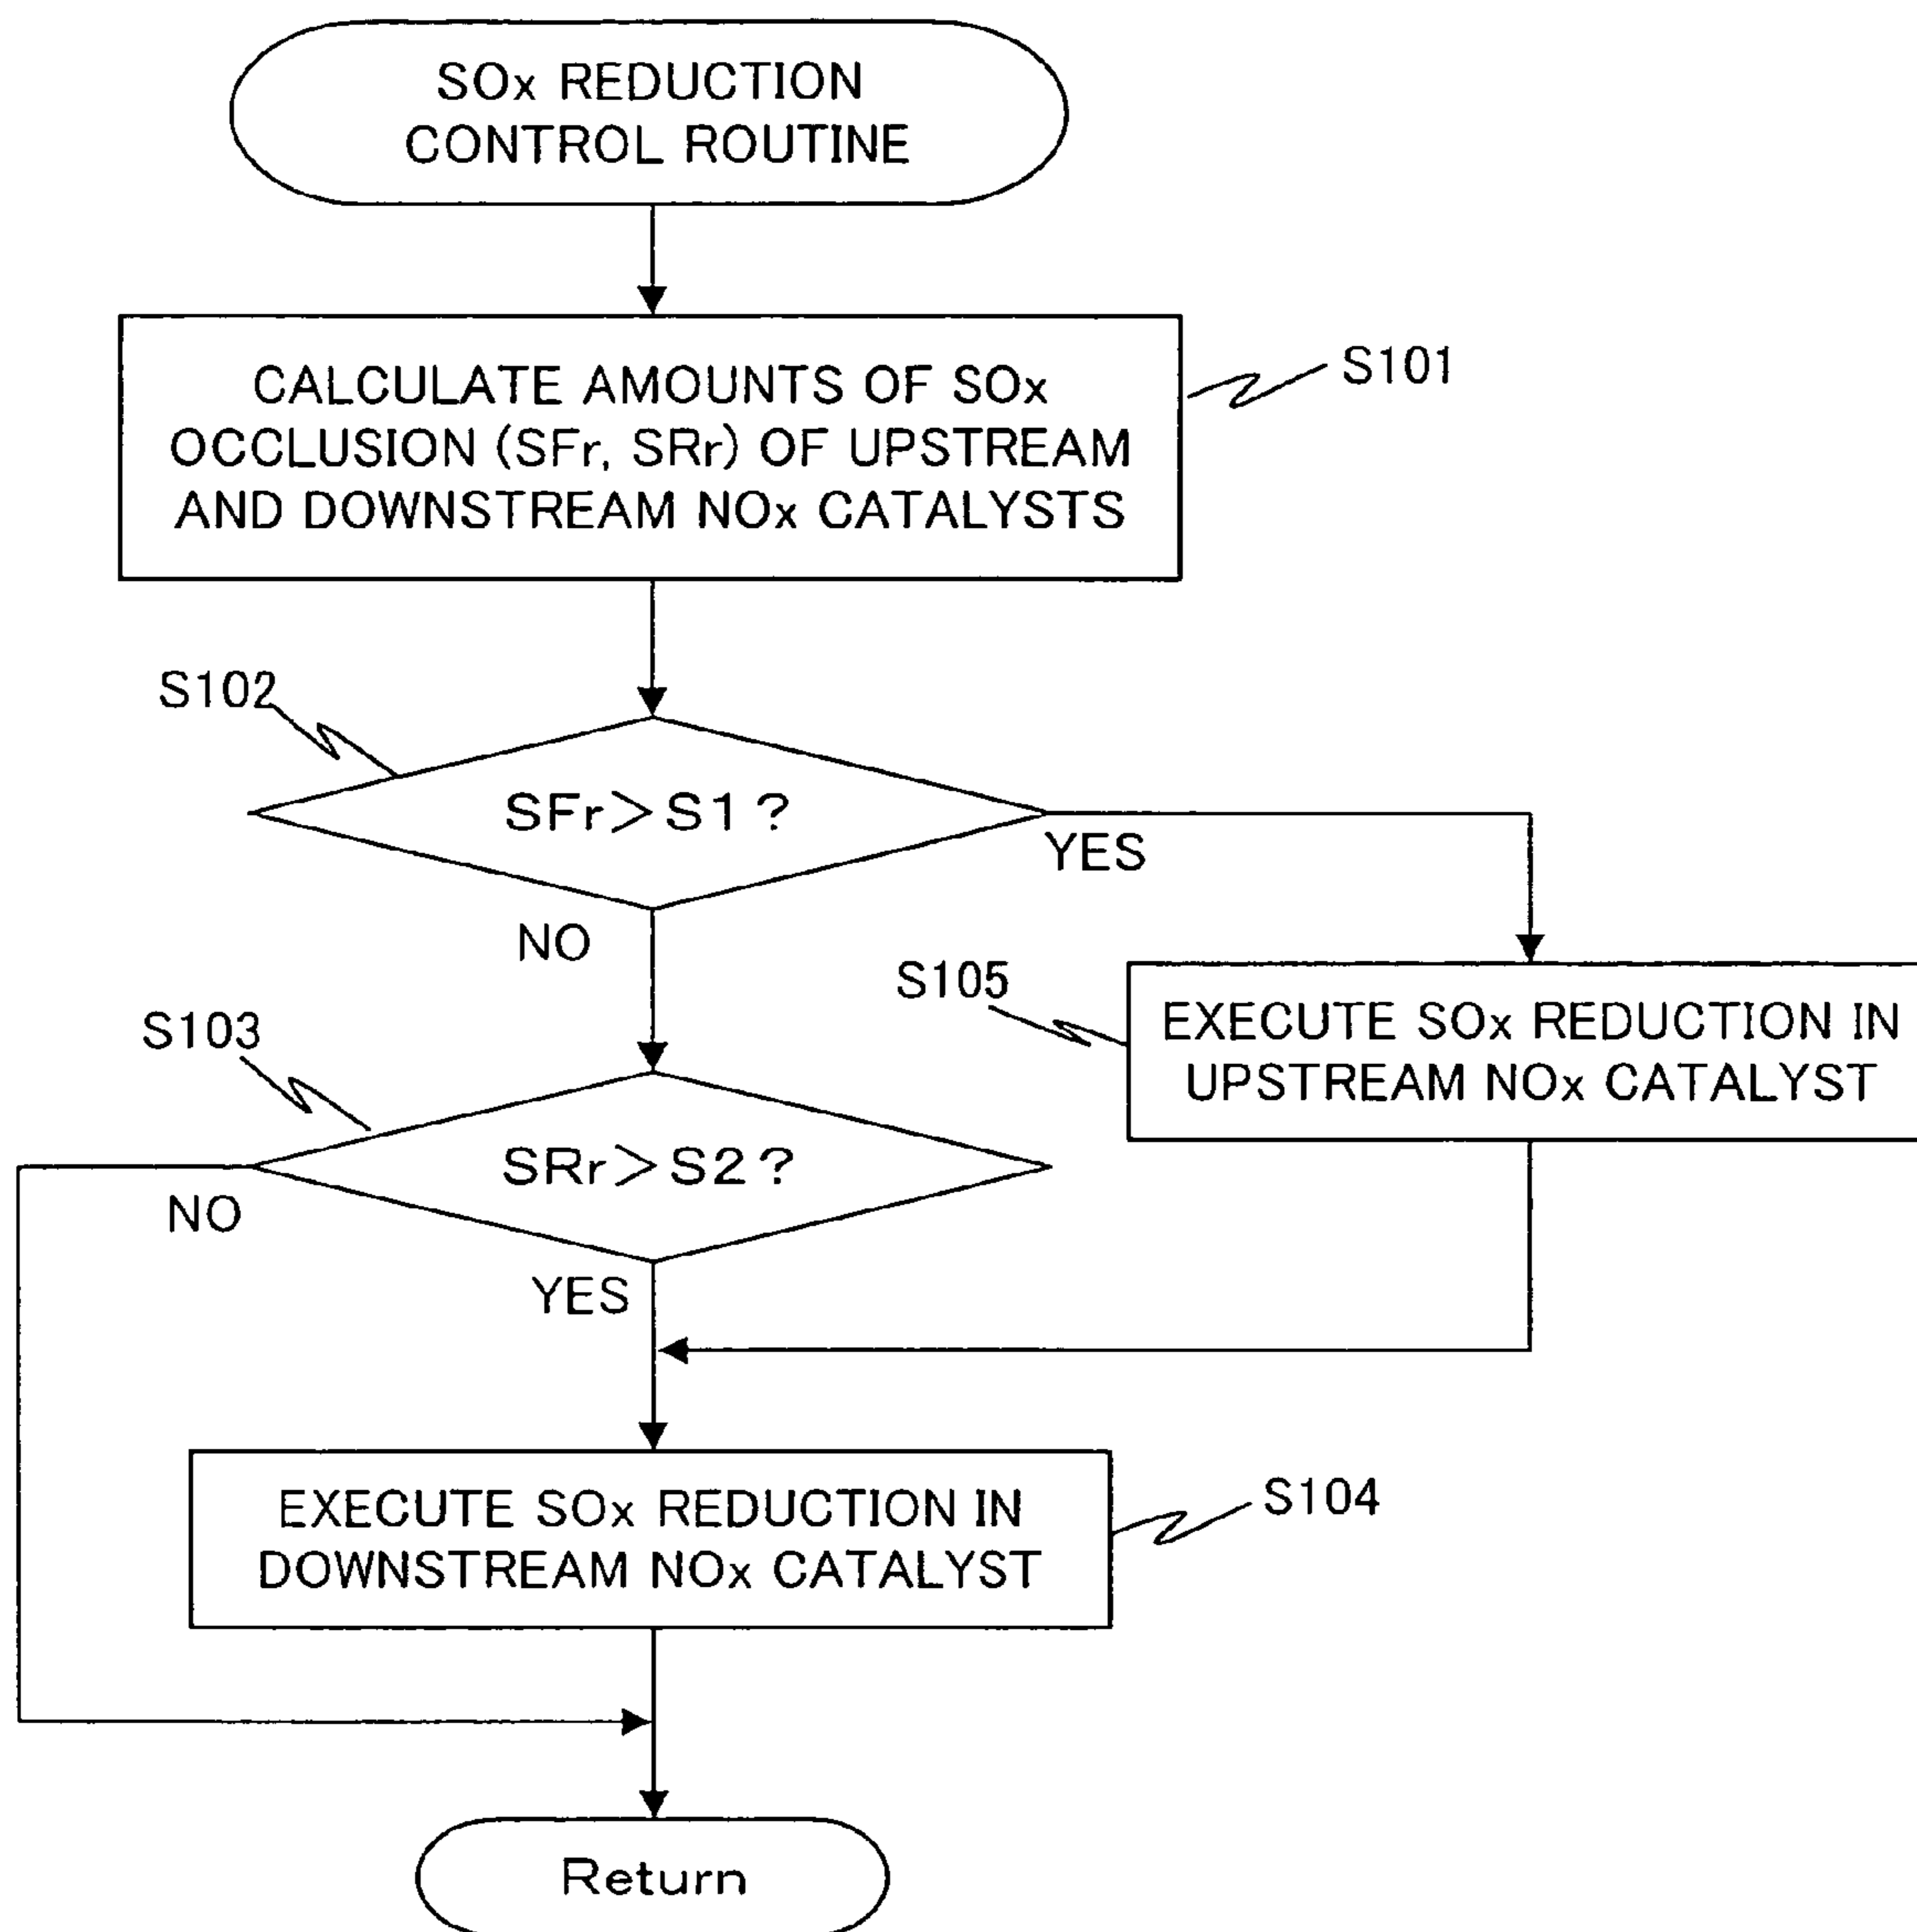 SOx REDUCTION
CONTROL ROUTINE
CALCULATE AMOUNTS OF SOx
OCCLUSION (SFr, SRr) OF UPSTREAM
AND DOWNSTREAM NOx CATALYSTS
S101
S102
SFr>S1?
YES
NO
S105
EXECUTE SOx REDUCTION IN
UPSTREAM NOx CATALYST
S103
SRr>S2?
NO
YES
EXECUTE SOx REDUCTION IN
DOWNSTREAM NOx CATALYST
S104
Return